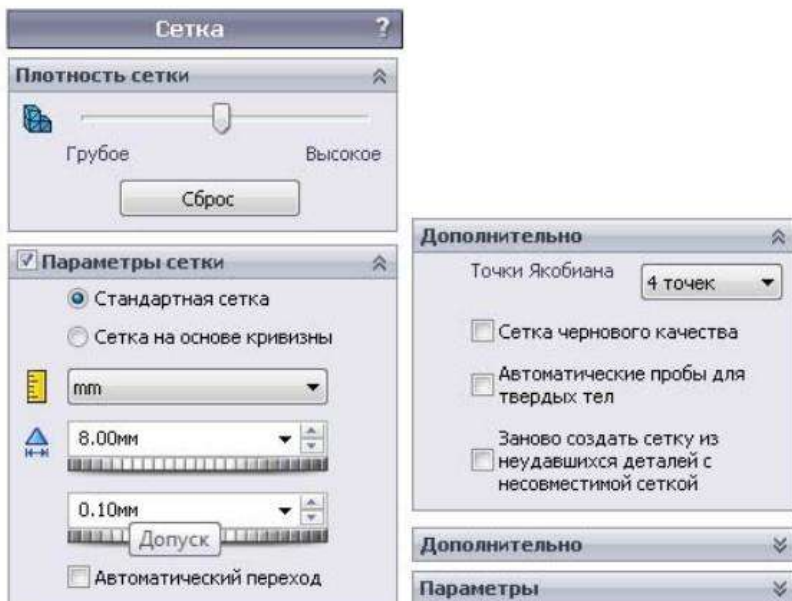 Сетка ?
Плотность сетки
Грубое Высокое
Сброс
Параметры сетки
Стандартная сетка
Сетка на основе кривизны
mm
8.00мм
0.10мм
Допуск
Автоматический переход
Дополнительно
Точки Якобиана 4 точек
Сетка чернового качества
Автоматические пробы для
твердых тел
Заново создать сетку из
неудавшихся деталей с
несовместимой сеткой
Дополнительно
Параметры